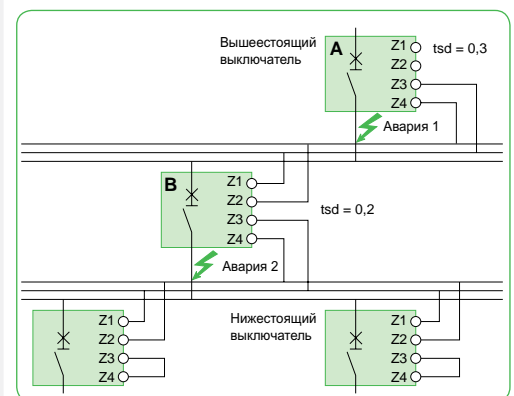 Вышеестоящий
выключатель
A
Z1
Z2
Z3
Z4
tsd = 0,3
Авария 1
B
Z1
Z2
Z3
Z4
tsd = 0,2
Авария 2
Z1
Z2
Z3
Z4
Нижестоящий
выключатель
Z1
Z2
Z3
Z4